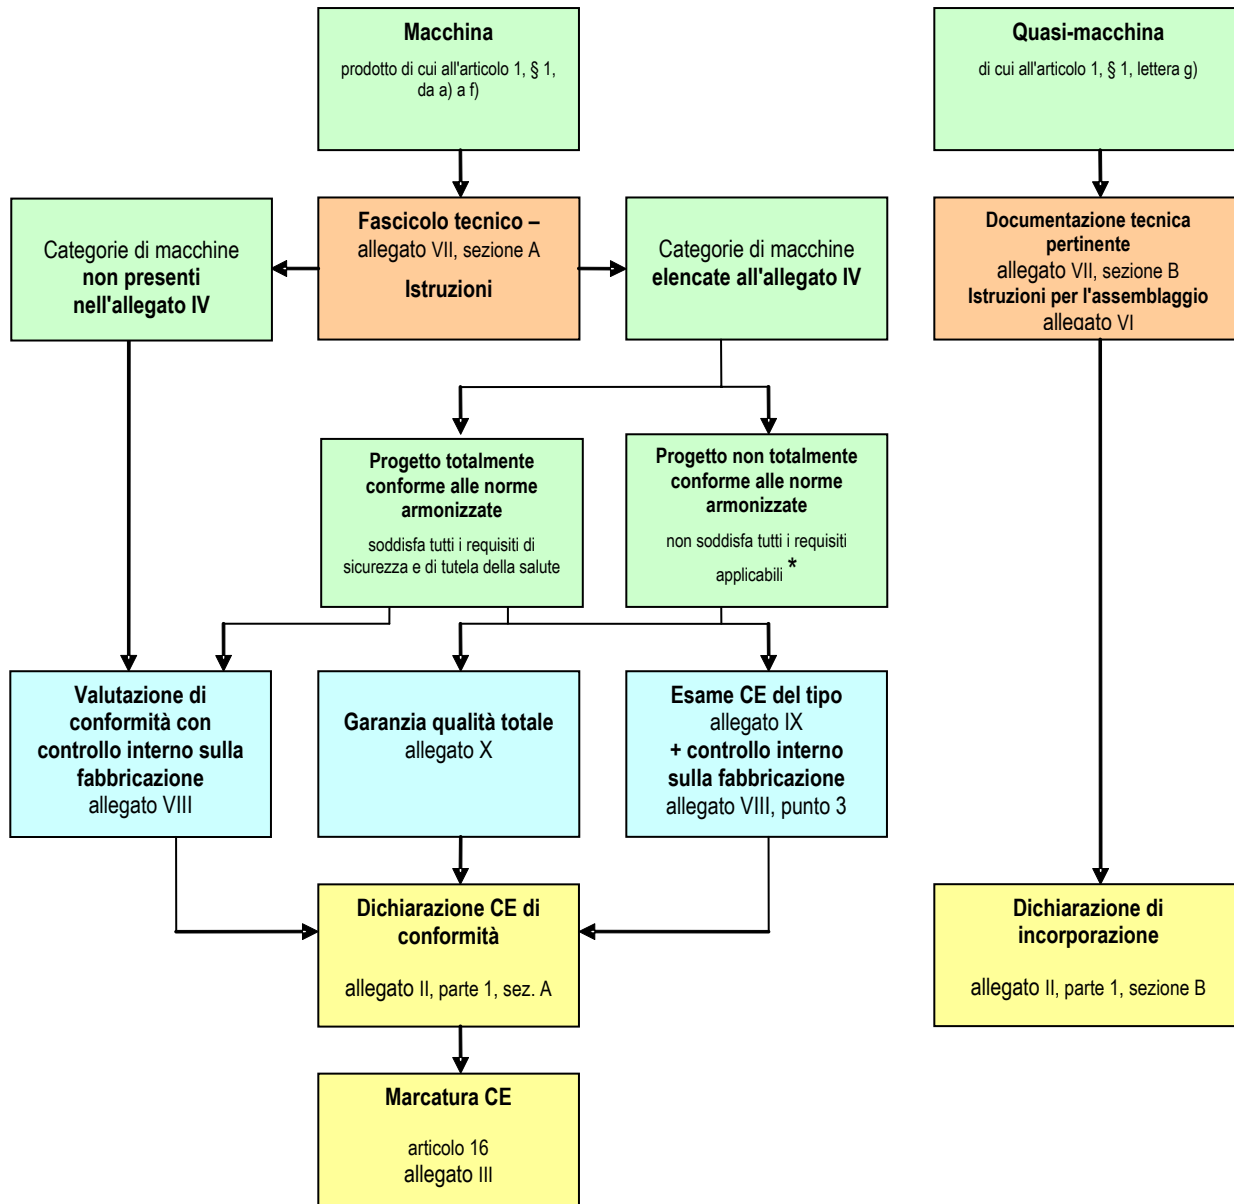 Macchina
prodotto di cui all'articolo 1, § 1,
da a) a f)
Quasi-macchina
di cui all'articolo 1, § 1, lettera g)
Categorie di macchine
non presenti
nell'allegato IV
Fascicolo tecnico –
allegato VII, sezione A
Istruzioni
Categorie di macchine
elencate all'allegato IV
Documentazione tecnica
pertinente
allegato VII, sezione B
Istruzioni per l'assemblaggio
allegato VI
Progetto totalmente
conforme alle norme
armonizzate
soddisfa tutti i requisiti di
sicurezza e di tutela della salute
Progetto non totalmente
conforme alle norme
armonizzate
non soddisfa tutti i requisiti
applicabili *
Valutazione di
conformità con
controllo interno sulla
fabbricazione
allegato VIII
Garanzia qualità totale
allegato X
Esame CE del tipo
allegato IX
+ controllo interno
sulla fabbricazione
allegato VIII, punto 3
Dichiarazione CE di
conformità
allegato II, parte 1, sez. A
Dichiarazione di
incorporazione
allegato II, parte 1, sezione B
Marcatura CE
articolo 16
allegato III